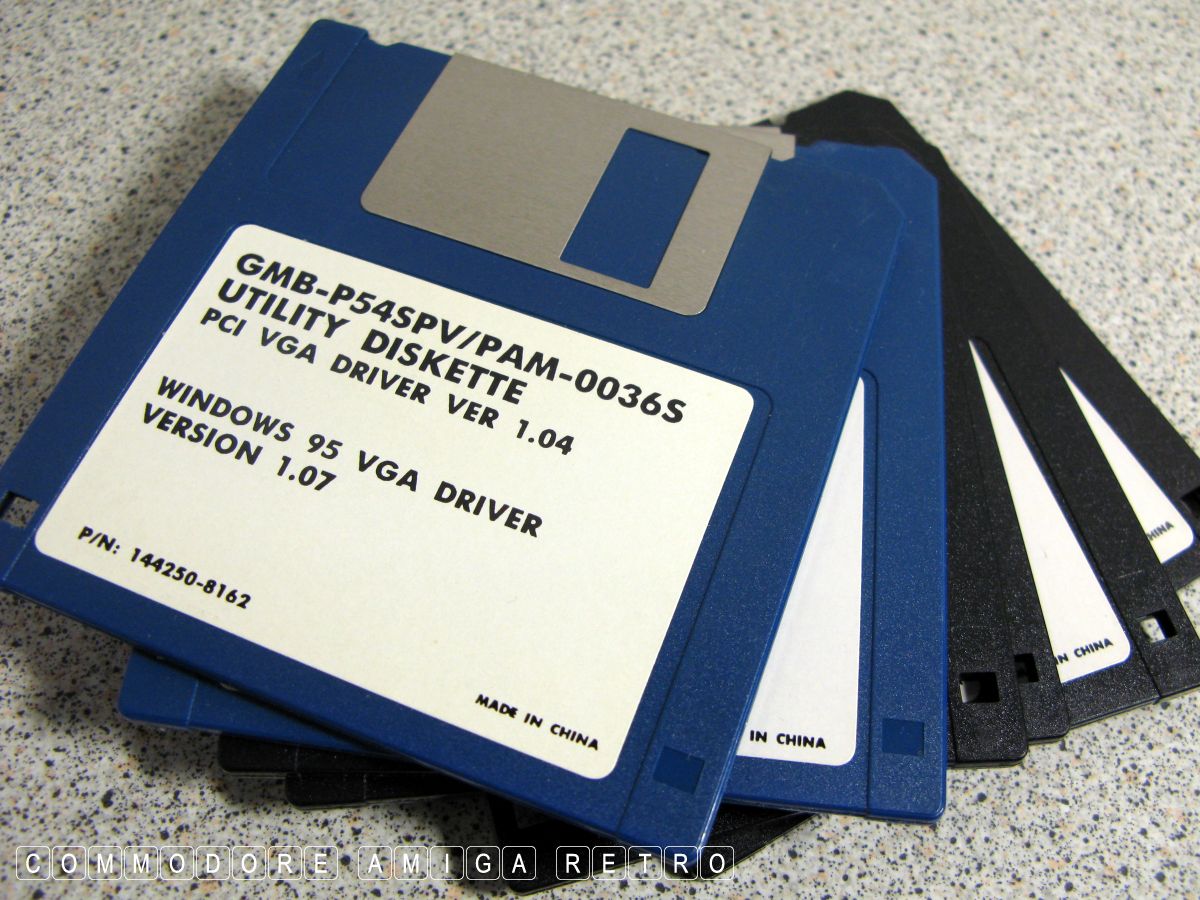 GMB-P54SPV/PAM-0036S
UTILITY DISKETTE
PCI VGA DRIVER VER 1.04
WINDOWS 95 VGA DRIVER
VERSION 1.07
P/N: 144250-8162
MADE IN CHINA
IN CHINA
IN CHINA
COMMODORE AMIGA RETRO